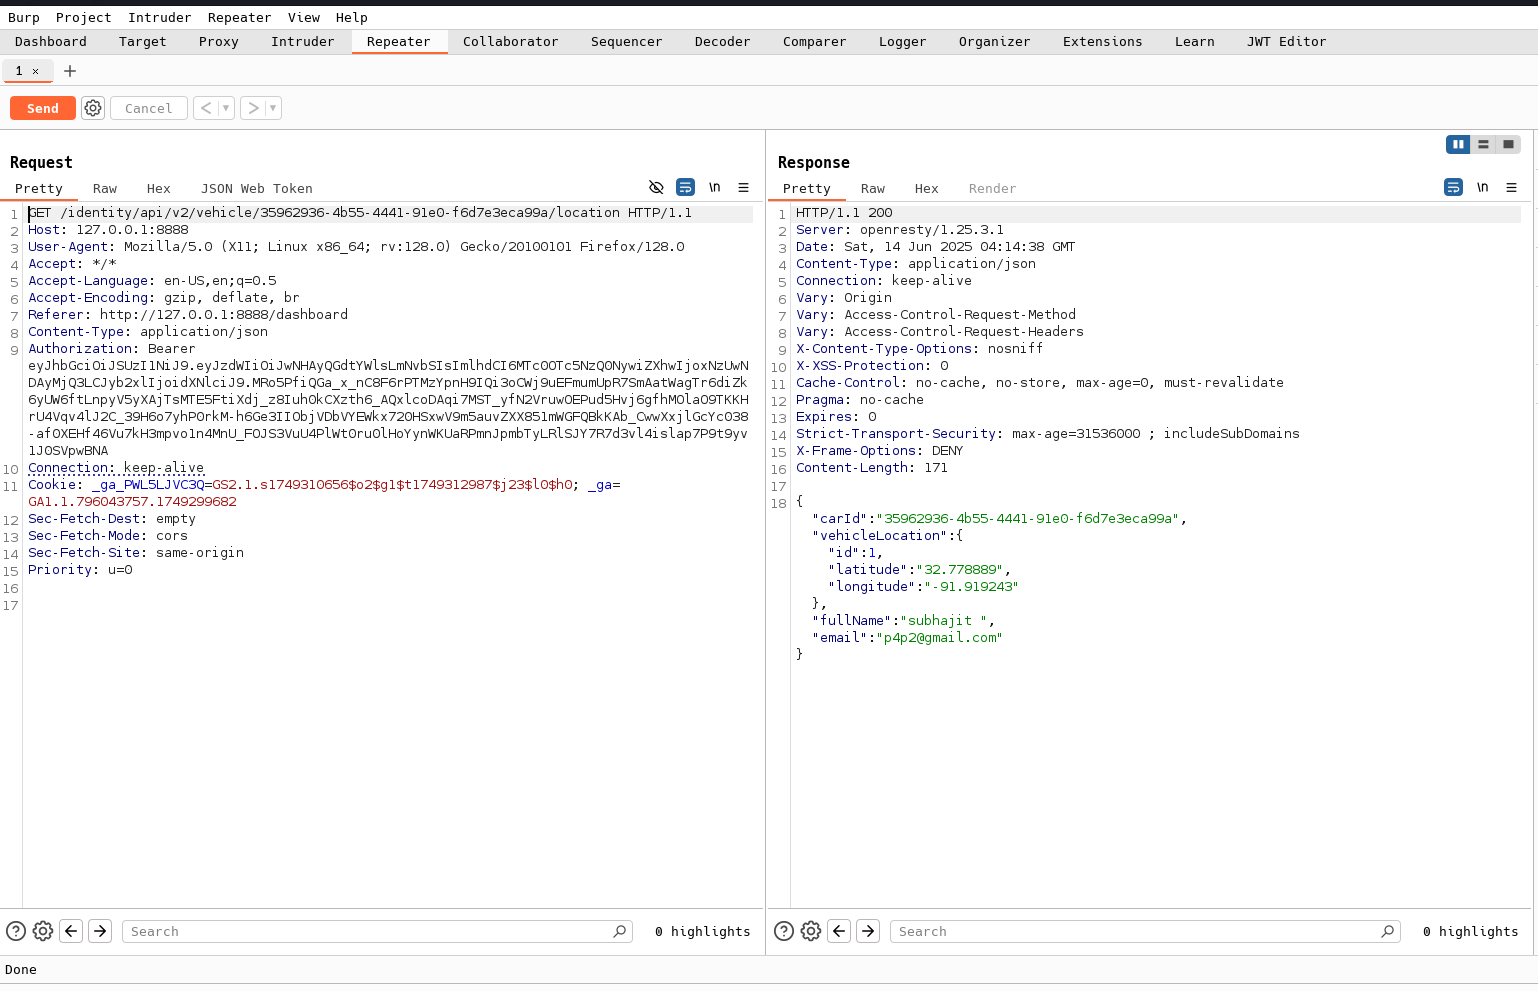 Burp Project Intruder Repeater View Help
Dashboard Target Proxy Intruder Repeater Collaborator Sequencer Decoder Comparer Logger Organizer Extensions Learn JWT Editor
1 × +
Send Cancel < >
Request
Pretty Raw Hex JSON Web Token \n
1 GET /identity/api/v2/vehicle/35962936-4b55-4441-91e0-f6d7e3eca99a/location HTTP/1.1
2 Host: 127.0.0.1:8888
3 User-Agent: Mozilla/5.0 (X11; Linux x86_64; rv:128.0) Gecko/20100101 Firefox/128.0
4 Accept: */*
5 Accept-Language: en-US,en;q=0.5
6 Accept-Encoding: gzip, deflate, br
7 Referer: http://127.0.0.1:8888/dashboard
8 Content-Type: application/json
9 Authorization: Bearer
eyJhbGciOiJSUzI1NiJ9.eyJzdWIiOiJwNHAyQGdtYWlsLmNvbSIsImlhdCI6MTc0OTc5NzQ0NywiZXhwIjoxNzUwN
DAyMjQ3LCJyb2xlIjoidXNlciJ9.MRo5PfiQGa_x_nC8F6rPTMzYpnH9IQi3oCWj9uEFmumUpR7SmAatWagTr6diZk
6yUW6ftLnpyV5yXAjTsMTE5FtiXdj_z8IuhOkCXzth6_AQxlcoDAqi7MST_yfN2VruwOEPud5Hvj6gfhMOlaO9TKKH
rU4Vqv4lJ2C_39H6o7yhP0rkM-h6Ge3IIObjVDbVYEWkx720HSxwV9m5auvZXX851mWGFQBkKAb_CwwXxjlGcYc038
-af0XEHf46Vu7kH3mpvo1n4MnU_F0JS3VuU4PlWt0ru0lHoYynWKUaRPmnJpmbTyLRlSJY7R7d3vl4islap7P9t9yv
1J0SVpwBNA
10 Connection: keep-alive
11 Cookie: _ga_PWL5LJVC3Q=GS2.1.s1749310656$o2$g1$t1749312987$j23$l0$h0; _ga=
GA1.1.796043757.1749299682
12 Sec-Fetch-Dest: empty
13 Sec-Fetch-Mode: cors
14 Sec-Fetch-Site: same-origin
15 Priority: u=0
16
17
Search 0 highlights
Response
Pretty Raw Hex Render \n
1 HTTP/1.1 200
2 Server: openresty/1.25.3.1
3 Date: Sat, 14 Jun 2025 04:14:38 GMT
4 Content-Type: application/json
5 Connection: keep-alive
6 Vary: Origin
7 Vary: Access-Control-Request-Method
8 Vary: Access-Control-Request-Headers
9 X-Content-Type-Options: nosniff
10 X-XSS-Protection: 0
11 Cache-Control: no-cache, no-store, max-age=0, must-revalidate
12 Pragma: no-cache
13 Expires: 0
14 Strict-Transport-Security: max-age=31536000 ; includeSubDomains
15 X-Frame-Options: DENY
16 Content-Length: 171
17
18 {
"carId":"35962936-4b55-4441-91e0-f6d7e3eca99a",
"vehicleLocation":{
"id":1,
"latitude":"32.778889",
"longitude":"-91.919243"
},
"fullName":"subhajit ",
"email":"p4p2@gmail.com"
}
Search 0 highlights
Done